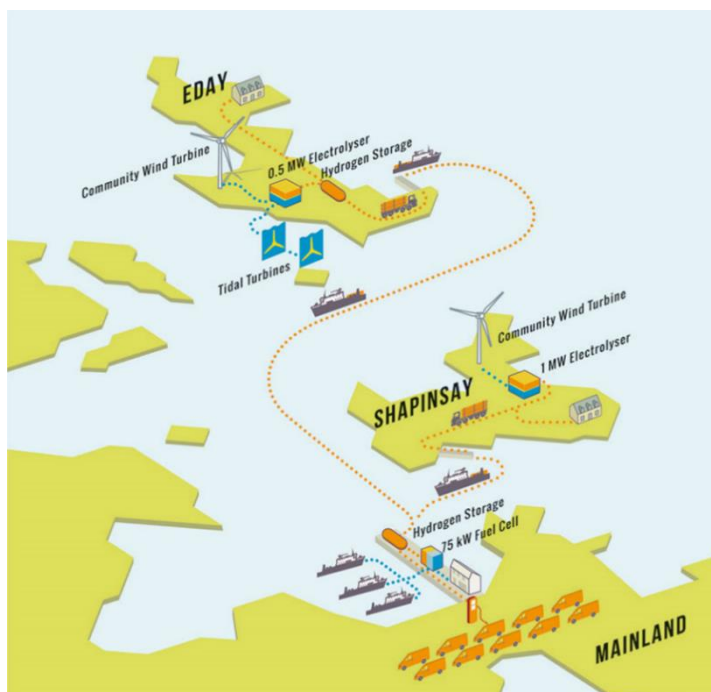 EDAY
Community Wind Turbine
0.5 MW Electrolyser
Hydrogen Storage
Tidal Turbines
Community Wind Turbine
1 MW Electrolyser
SHAPINSAY
Hydrogen Storage
75 kW Fuel Cell
MAINLAND